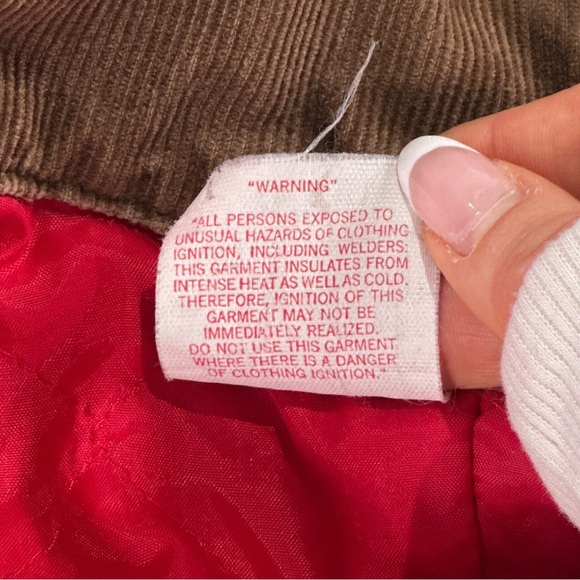 "WARNING"
"ALL PERSONS EXPOSED TO
UNUSUAL HAZARDS OF CLOTHING
IGNITION, INCLUDING WELDERS:
THIS GARMENT INSULATES FROM
INTENSE HEAT AS WELL AS COLD.
THEREFORE, IGNITION OF THIS
GARMENT MAY NOT BE
IMMEDIATELY REALIZED.
DO NOT USE THIS GARMENT
WHERE THERE IS A DANGER
OF CLOTHING IGNITION."